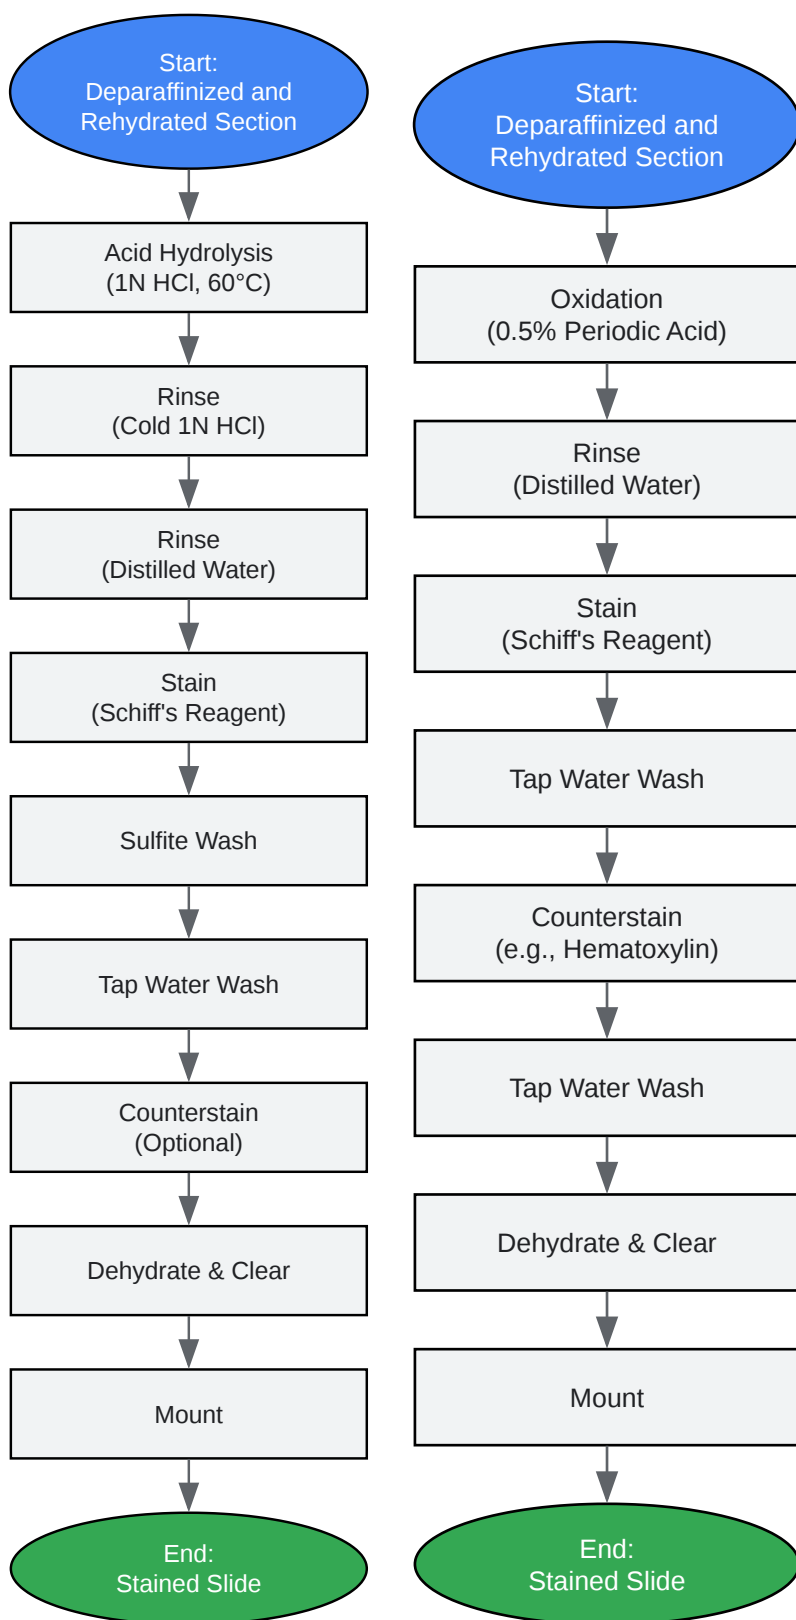 Start:
Deparaffinized and
Rehydrated Section
Acid Hydrolysis
(1N HCl, 60°C)
Rinse
(Cold 1N HCl)
Rinse
(Distilled Water)
Stain
(Schiff's Reagent)
Sulfite Wash
Tap Water Wash
Counterstain
(Optional)
Dehydrate & Clear
Mount
End:
Stained Slide
Start:
Deparaffinized and
Rehydrated Section
Oxidation
(0.5% Periodic Acid)
Rinse
(Distilled Water)
Stain
(Schiff's Reagent)
Tap Water Wash
Counterstain
(e.g., Hematoxylin)
Tap Water Wash
Dehydrate & Clear
Mount
End:
Stained Slide